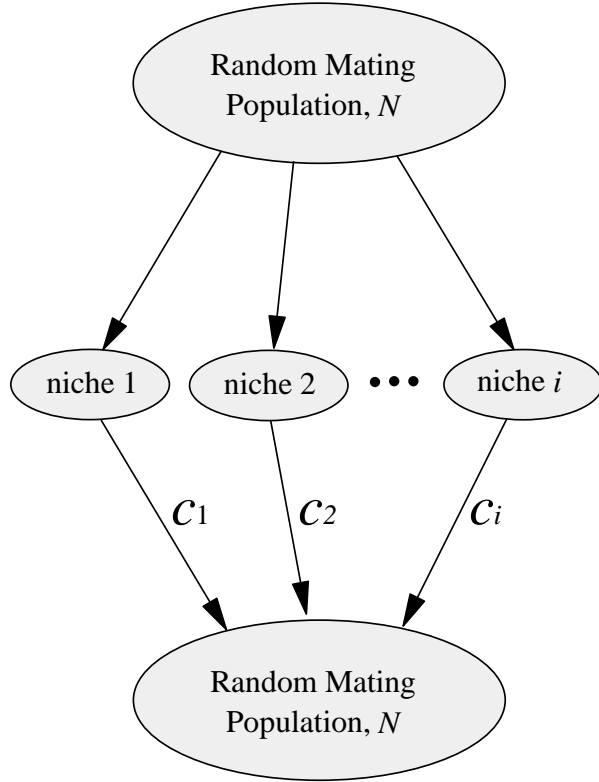 Random Mating
Population, N
niche 1
niche 2
•••
niche i
c1
c2
ci
Random Mating
Population, N